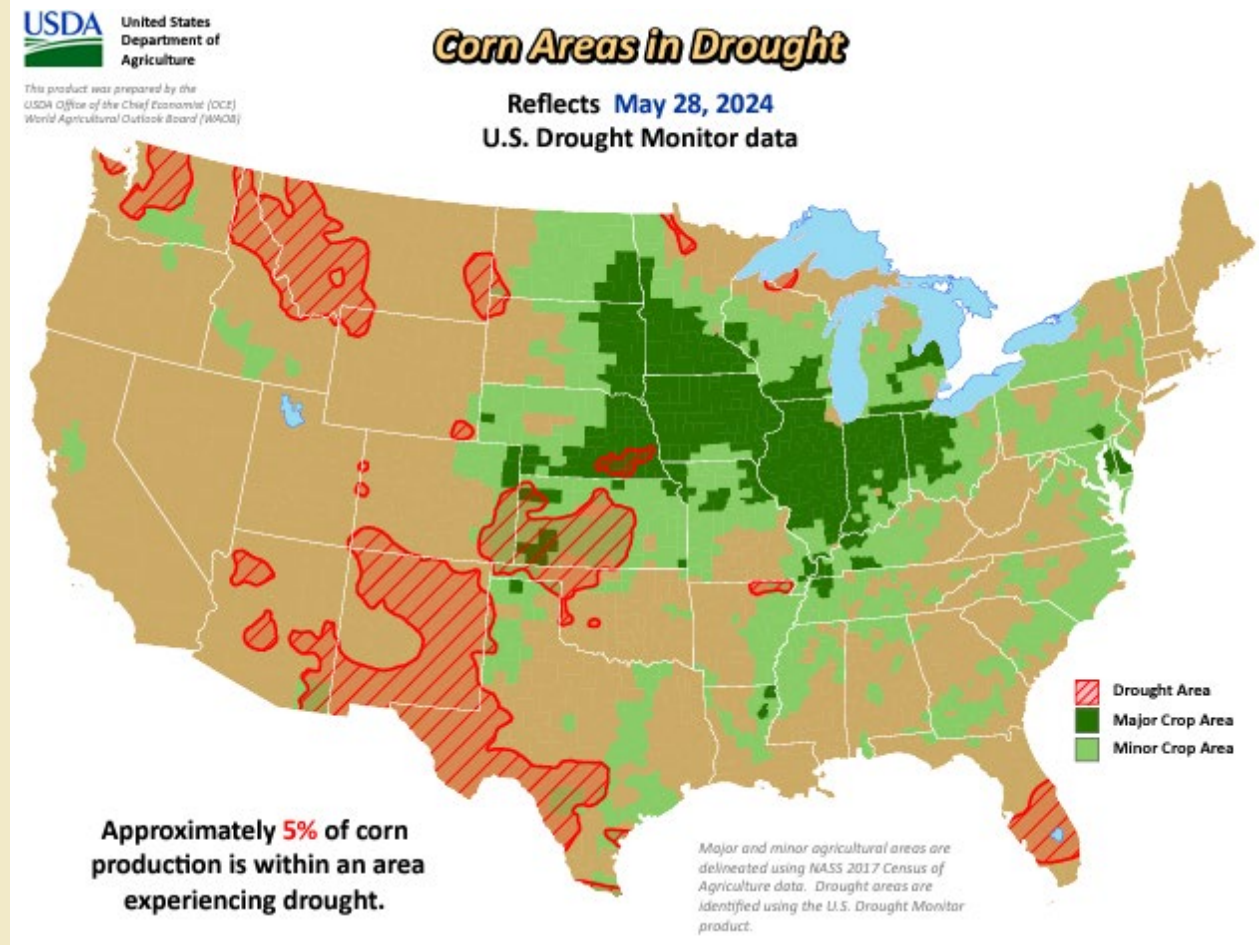 USDA
United States
Department of
Agriculture
This product was prepared by the
USDA Office of the Chief Economist (OCE)
World Agricultural Outlook Board (WAOB)
Corn Areas in Drought
Reflects May 28, 2024
U.S. Drought Monitor data
Drought Area
Major Crop Area
Minor Crop Area
Approximately 5% of corn
production is within an area
experiencing drought.
Major and minor agricultural areas are
delineated using NASS 2017 Census of
Agriculture data. Drought areas are
identified using the U.S. Drought Monitor
product.